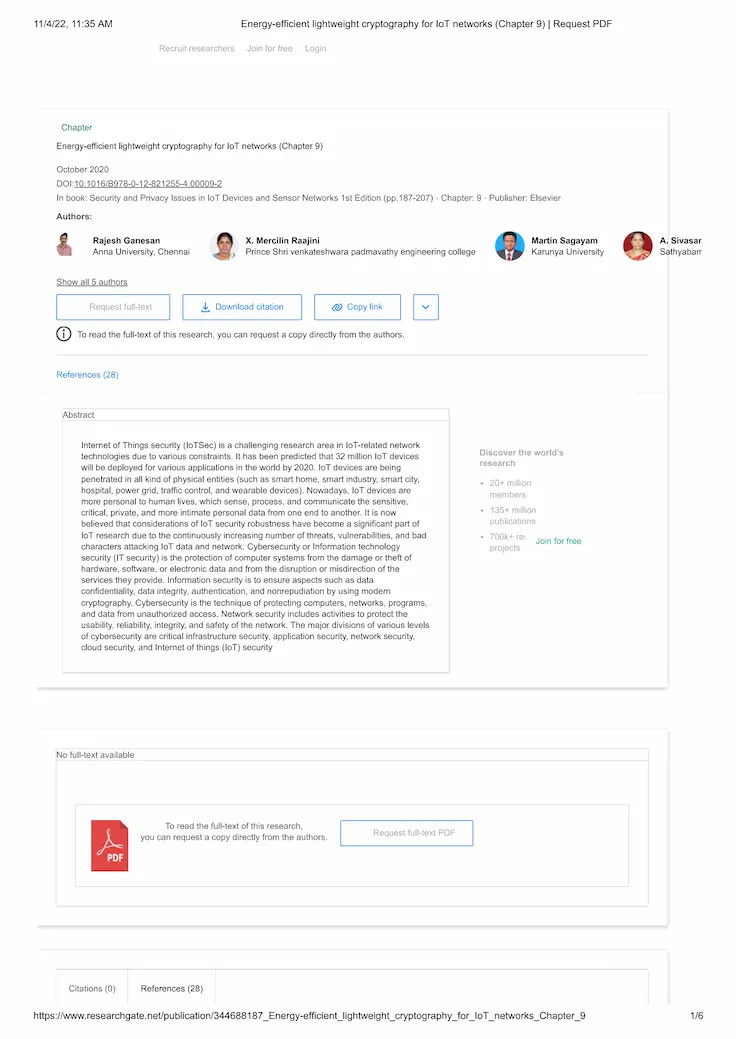 11/4/22, 11:35 AM
Energy-efficient lightweight cryptography for IoT networks (Chapter 9) | Request PDF
Recruit researchers Join for free Login
Chapter
Energy-efficient lightweight cryptography for IoT networks (Chapter 9)
October 2020
DOI:10.1016/B978-0-12-821255-4.00009-2
In book: Security and Privacy Issues in IoT Devices and Sensor Networks 1st Edition (pp.187-207) · Chapter: 9 · Publisher: Elsevier
Authors:
Rajesh Ganesan
Anna University, Chennai
X. Mercilin Raajini
Prince Shri venkateshwara padmavathy engineering college
Martin Sagayam
Karunya University
A. Sivasar
Sathyabam
Show all 5 authors
Request full-text
Download citation
Copy link
To read the full-text of this research, you can request a copy directly from the authors.
References (28)
Abstract
Internet of Things security (IoTSec) is a challenging research area in IoT-related network
technologies due to various constraints. It has been predicted that 32 million IoT devices
will be deployed for various applications in the world by 2020. IoT devices are being
penetrated in all kind of physical entities (such as smart home, smart industry, smart city,
hospital, power grid, traffic control, and wearable devices). Nowadays, IoT devices are
more personal to human lives, which sense, process, and communicate the sensitive,
critical, private, and more intimate personal data from one end to another. It is now
believed that considerations of IoT security robustness have become a significant part of
IoT research due to the continuously increasing number of threats, vulnerabilities, and bad
characters attacking IoT data and network. Cybersecurity or Information technology
security (IT security) is the protection of computer systems from the damage or theft of
hardware, software, or electronic data and from the disruption or misdirection of the
services they provide. Information security is to ensure aspects such as data
confidentiality, data integrity, authentication, and nonrepudiation by using modern
cryptography. Cybersecurity is the technique of protecting computers, networks, programs,
and data from unauthorized access. Network security includes activities to protect the
usability, reliability, integrity, and safety of the network. The major divisions of various levels
of cybersecurity are critical infrastructure security, application security, network security,
cloud security, and Internet of things (IoT) security
Discover the world's
research
• 20+ million
members
• 135+ million
publications
• 700k+ res
projects
Join for free
No full-text available
PDF
To read the full-text of this research,
you can request a copy directly from the authors.
Request full-text PDF
Citations (0)
References (28)
https://www.researchgate.net/publication/344688187_Energy-efficient_lightweight_cryptography_for_IoT_networks_Chapter_9
1/6